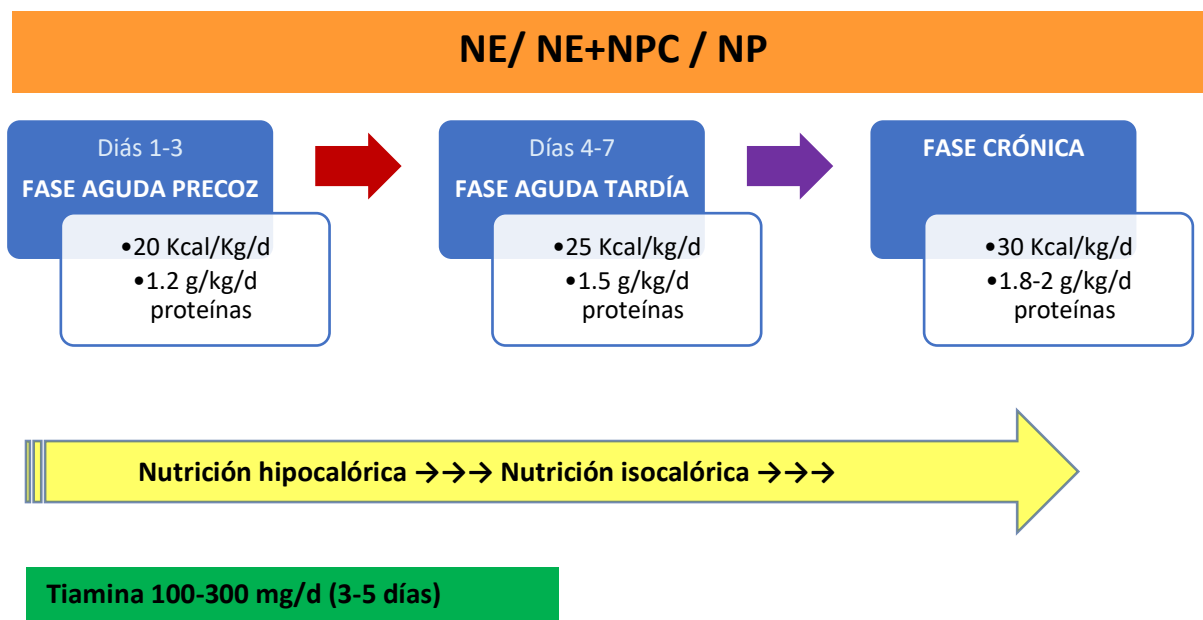 NE/ NE+NPC / NP
Diás 1-3
FASE AGUDA PRECOZ
•20 Kcal/Kg/d
•1.2 g/kg/d
proteínas
Días 4-7
FASE AGUDA TARDÍA
•25 Kcal/kg/d
•1.5 g/kg/d
proteínas
FASE CRÓNICA
•30 Kcal/kg/d
•1.8-2 g/kg/d
proteínas
Nutrición hipocalórica →→→ Nutrición isocalórica →→→
Tiamina 100-300 mg/d (3-5 días)